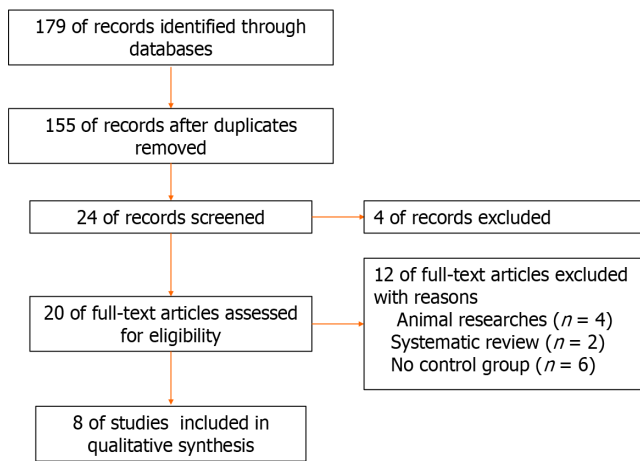 179 of records identified through
databases
155 of records after duplicates
removed
24 of records screened
4 of records excluded
20 of full-text articles assessed
for eligibility
12 of full-text articles excluded
with reasons
Animal researches (n = 4)
Systematic review (n = 2)
No control group (n = 6)
8 of studies included in
qualitative synthesis